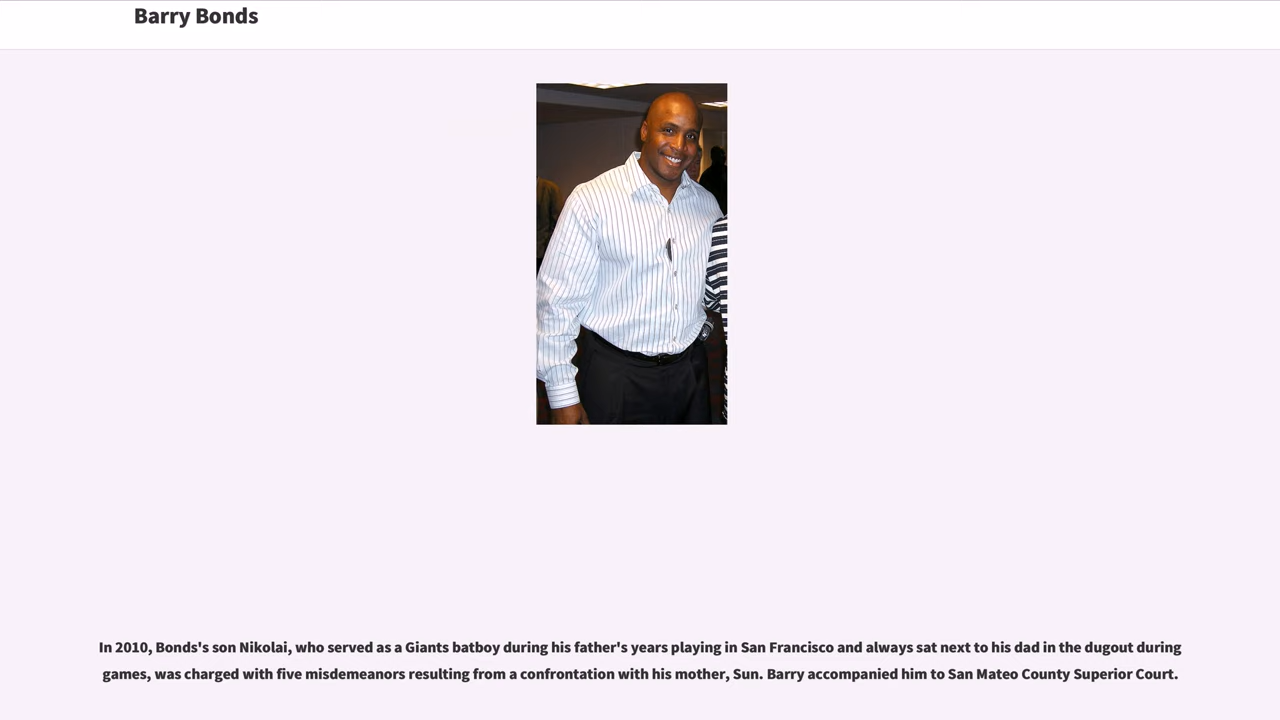 Barry Bonds
In 2010, Bonds's son Nikolai, who served as a Giants batboy during his father's years playing in San Francisco and always sat next to his dad in the dugout during
games, was charged with five misdemeanors resulting from a confrontation with his mother, Sun. Barry accompanied him to San Mateo County Superior Court.